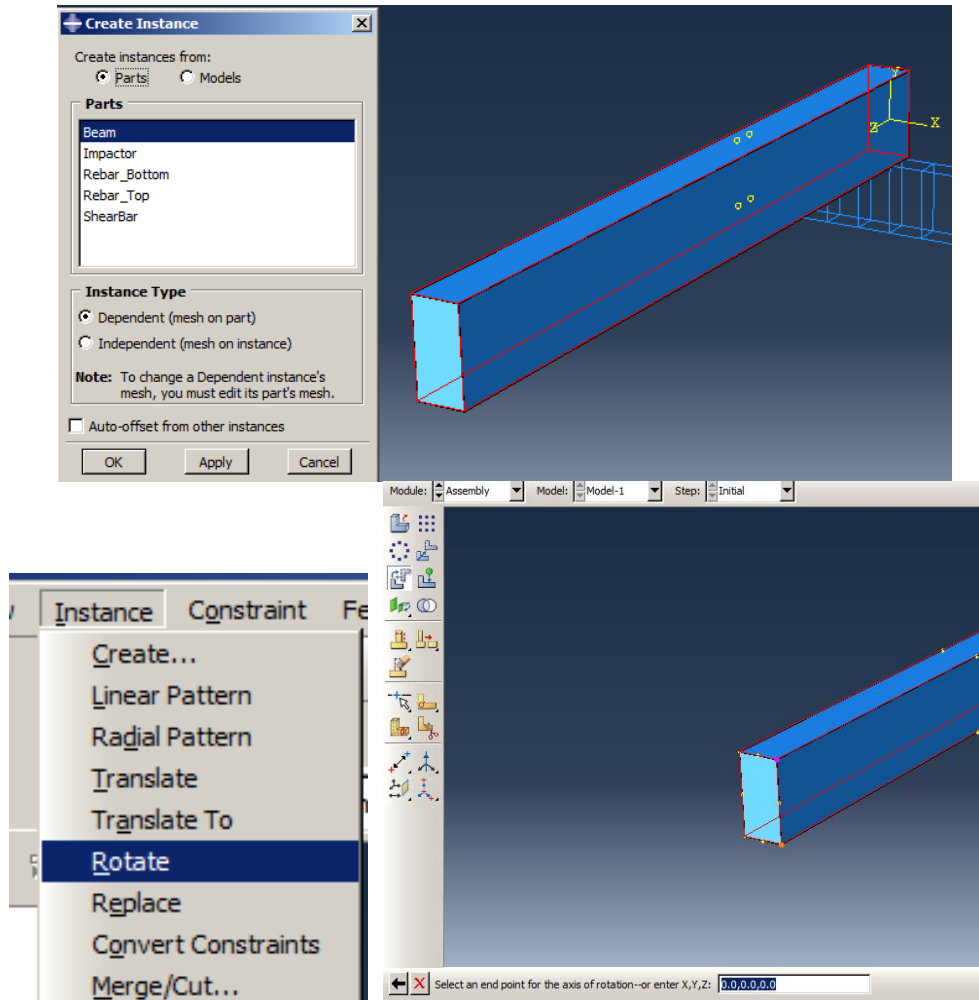 Create Instance
Create instances from:
Parts Models
Parts
Beam
Impactor
Rebar_Bottom
Rebar_Top
ShearBar
Instance Type
Dependent (mesh on part)
Independent (mesh on instance)
Note: To change a Dependent instance's
mesh, you must edit its part's mesh.
Auto-offset from other instances
OK Apply Cancel
Y
Z X
Module: Assembly Model: Model-1 Step: Initial
Instance Constraint Fe
Create...
Linear Pattern
Radial Pattern
Translate
Translate To
Rotate
Replace
Convert Constraints
Merge/Cut...
Select an end point for the axis of rotation--or enter X,Y,Z: 0.0,0.0,0.0